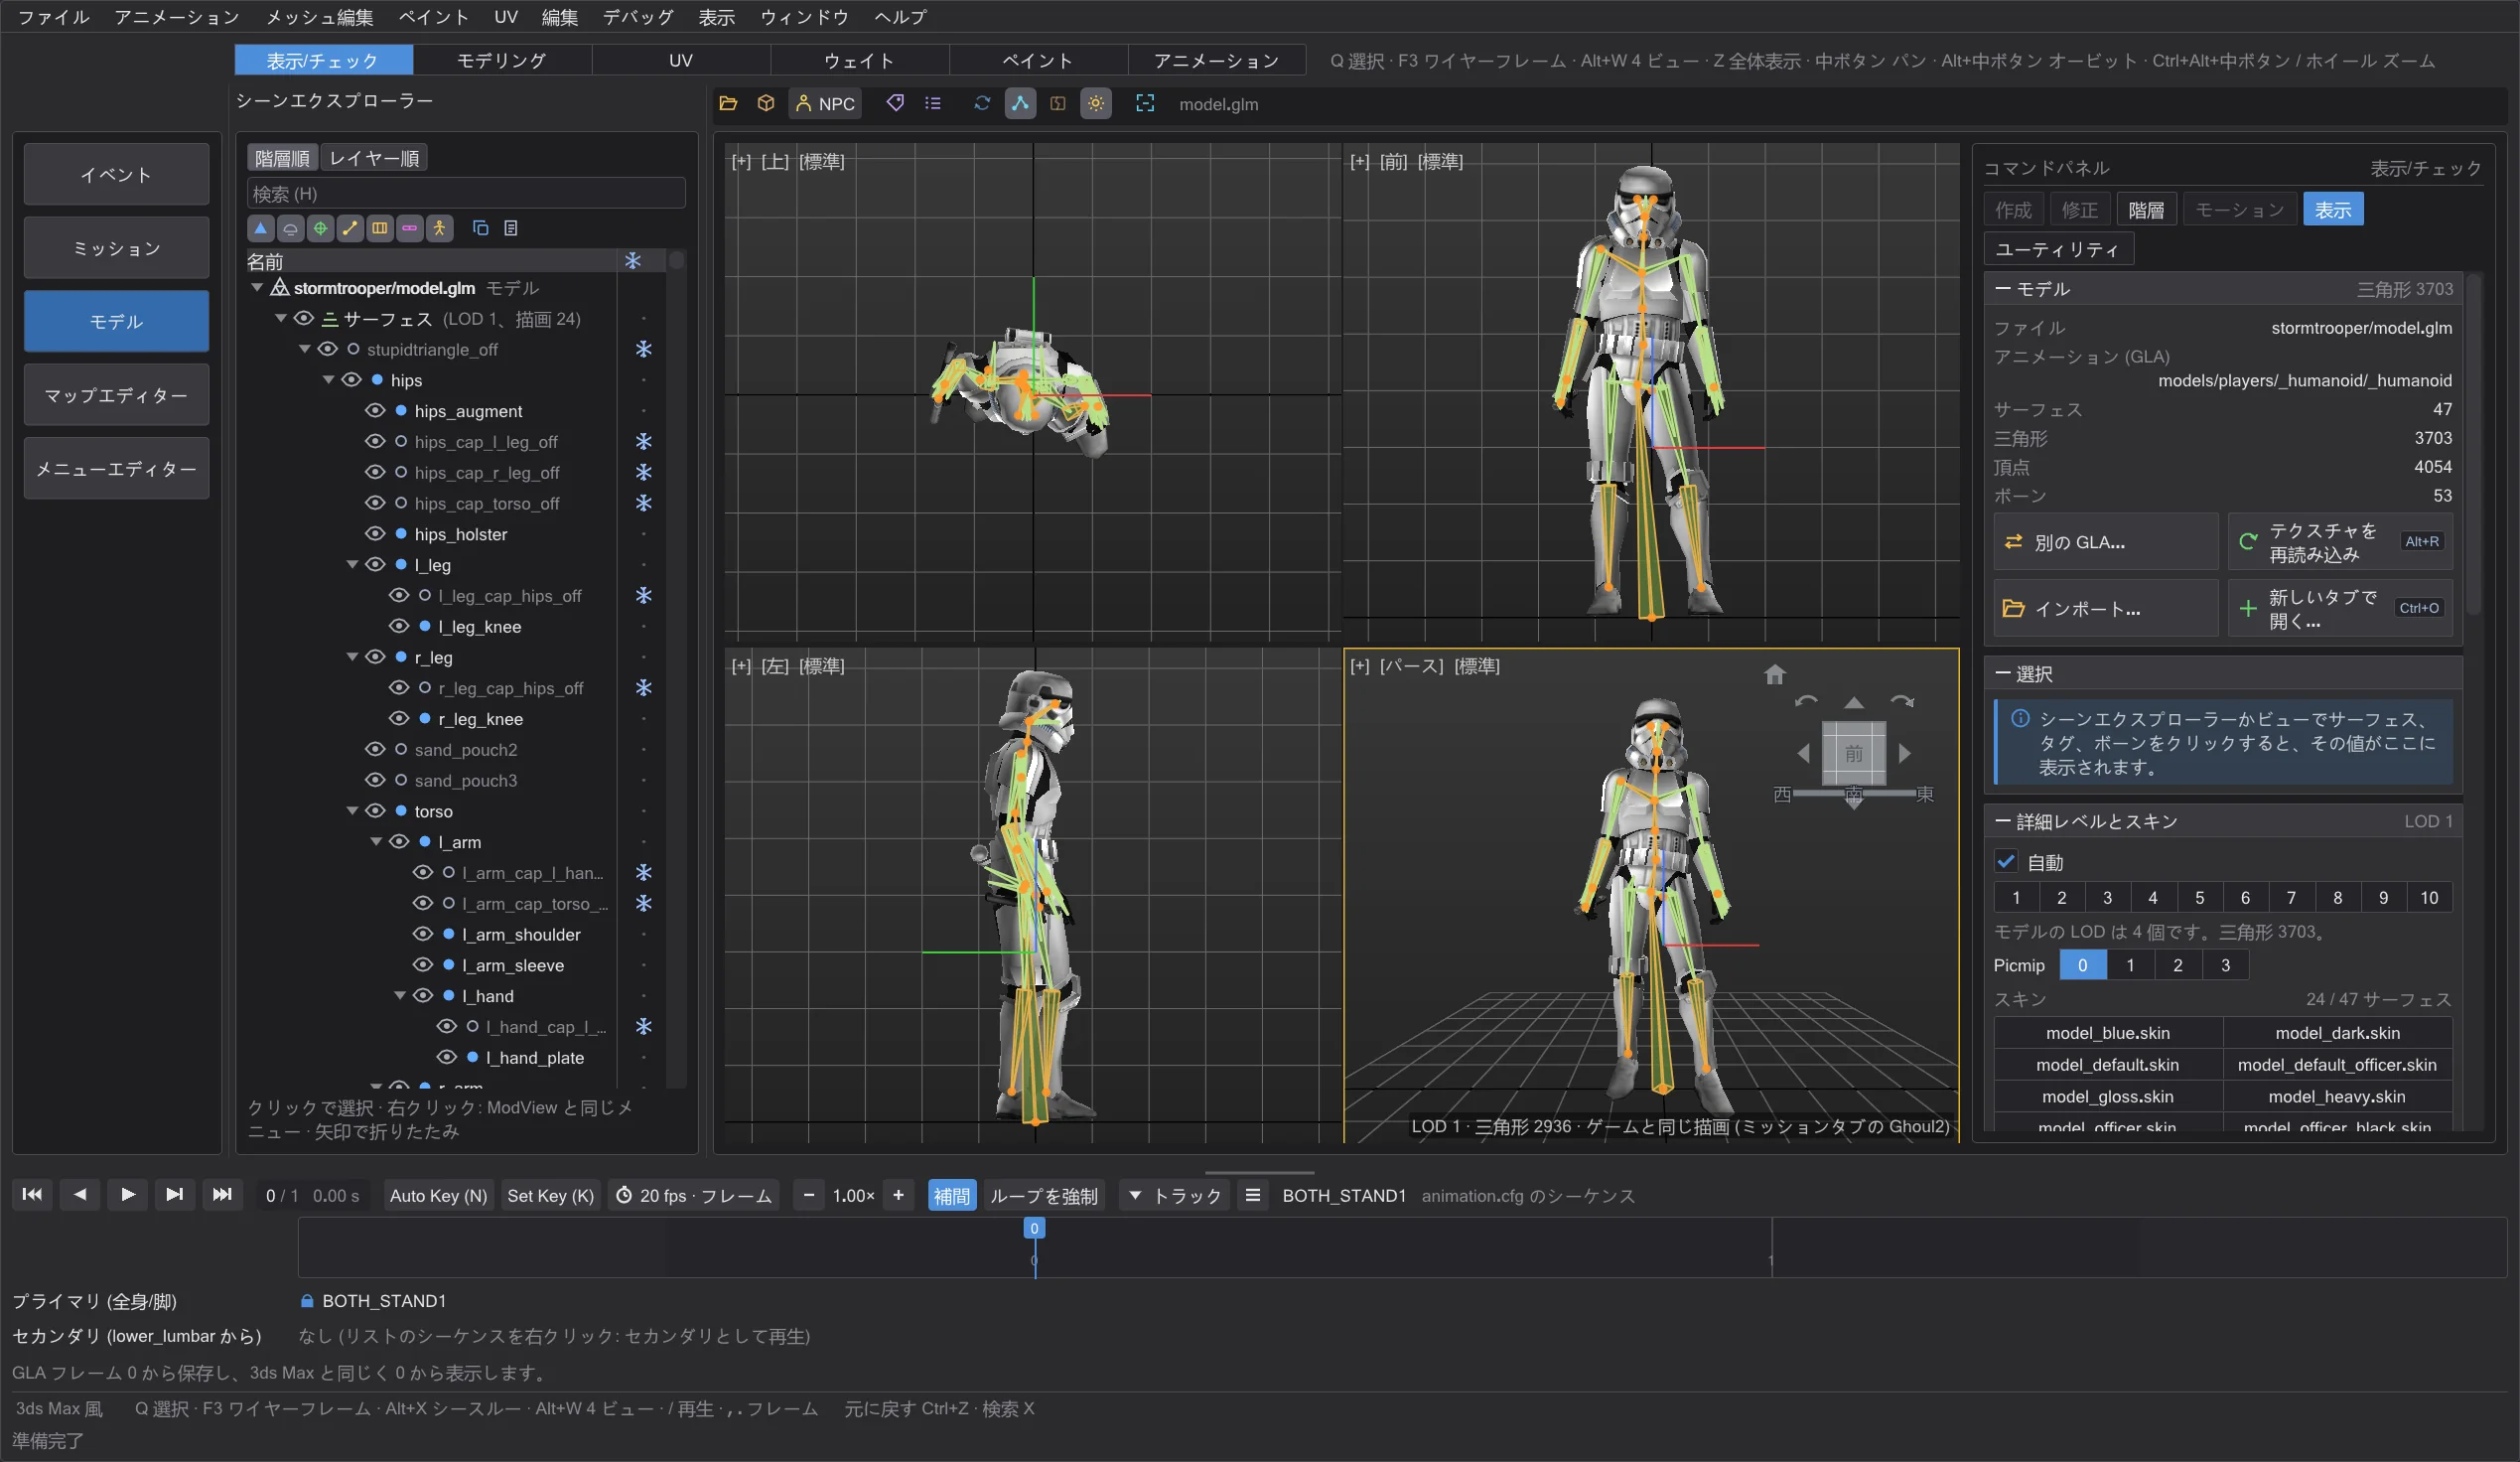 ファイル アニメーション メッシュ編集 ペイント UV 編集 デバッグ 表示 ウィンドウ ヘルプ
表示/チェック モデリング UV ウェイト ペイント アニメーション Q 選択 · F3 ワイヤーフレーム · Alt+W 4 ビュー · Z 全体表示 · 中ボタン パン · Alt+中ボタン オービット · Ctrl+Alt+中ボタン / ホイール ズーム
シーンエクスプローラー
NPC model.glm
イベント
ミッション
モデル
マップエディター
メニューエディター
階層順 レイヤー順
検索 (H)
名前
stormtrooper/model.glm モデル
サーフェス (LOD 1、描画 24)
stupidtriangle_off
hips
hips_augment
hips_cap_l_leg_off
hips_cap_r_leg_off
hips_cap_torso_off
hips_holster
l_leg
l_leg_cap_hips_off
l_leg_knee
r_leg
r_leg_cap_hips_off
r_leg_knee
sand_pouch2
sand_pouch3
torso
l_arm
l_arm_cap_l_han...
l_arm_cap_torso_...
l_arm_shoulder
l_arm_sleeve
l_hand
l_hand_cap_l_...
l_hand_plate
r_arm
クリックで選択 · 右クリック: ModView と同じメ
ニュー · 矢印で折りたたみ
[+] [上] [標準]
[+] [前] [標準]
[+] [左] [標準]
[+] [パース] [標準]
前
西 南 東
LOD 1 · 三角形 2936 · ゲームと同じ描画 (ミッションタブの Ghoul2)
コマンドパネル 表示/チェック
作成 修正 階層 モーション 表示
ユーティリティ
モデル 三角形 3703
ファイル stormtrooper/model.glm
アニメーション (GLA)
models/players/_humanoid/_humanoid
サーフェス 47
三角形 3703
頂点 4054
ボーン 53
別の GLA...
テクスチャを
再読み込み Alt+R
インポート...
新しいタブで
開く... Ctrl+O
選択
シーンエクスプローラーかビューでサーフェス、
タグ、ボーンをクリックすると、その値がここに
表示されます。
詳細レベルとスキン LOD 1
自動
1 2 3 4 5 6 7 8 9 10
モデルの LOD は 4 個です。三角形 3703。
Picmip 0 1 2 3
スキン 24 / 47 サーフェス
model_blue.skin model_dark.skin
model_default.skin model_default_officer.skin
model_gloss.skin model_heavy.skin
model_officer.skin model_officer_black.skin
0 / 1 0.00 s Auto Key (N) Set Key (K) 20 fps · フレーム − 1.00× + 補間 ループを強制 トラック BOTH_STAND1 animation.cfg のシーケンス
0
0 1
プライマリ (全身/脚) BOTH_STAND1
セカンダリ (lower_lumbar から) なし (リストのシーケンスを右クリック: セカンダリとして再生)
GLA フレーム 0 から保存し、3ds Max と同じく 0 から表示します。
3ds Max 風 Q 選択 · F3 ワイヤーフレーム · Alt+X シースルー · Alt+W 4 ビュー · / 再生 · , . フレーム 元に戻す Ctrl+Z · 検索 X
準備完了